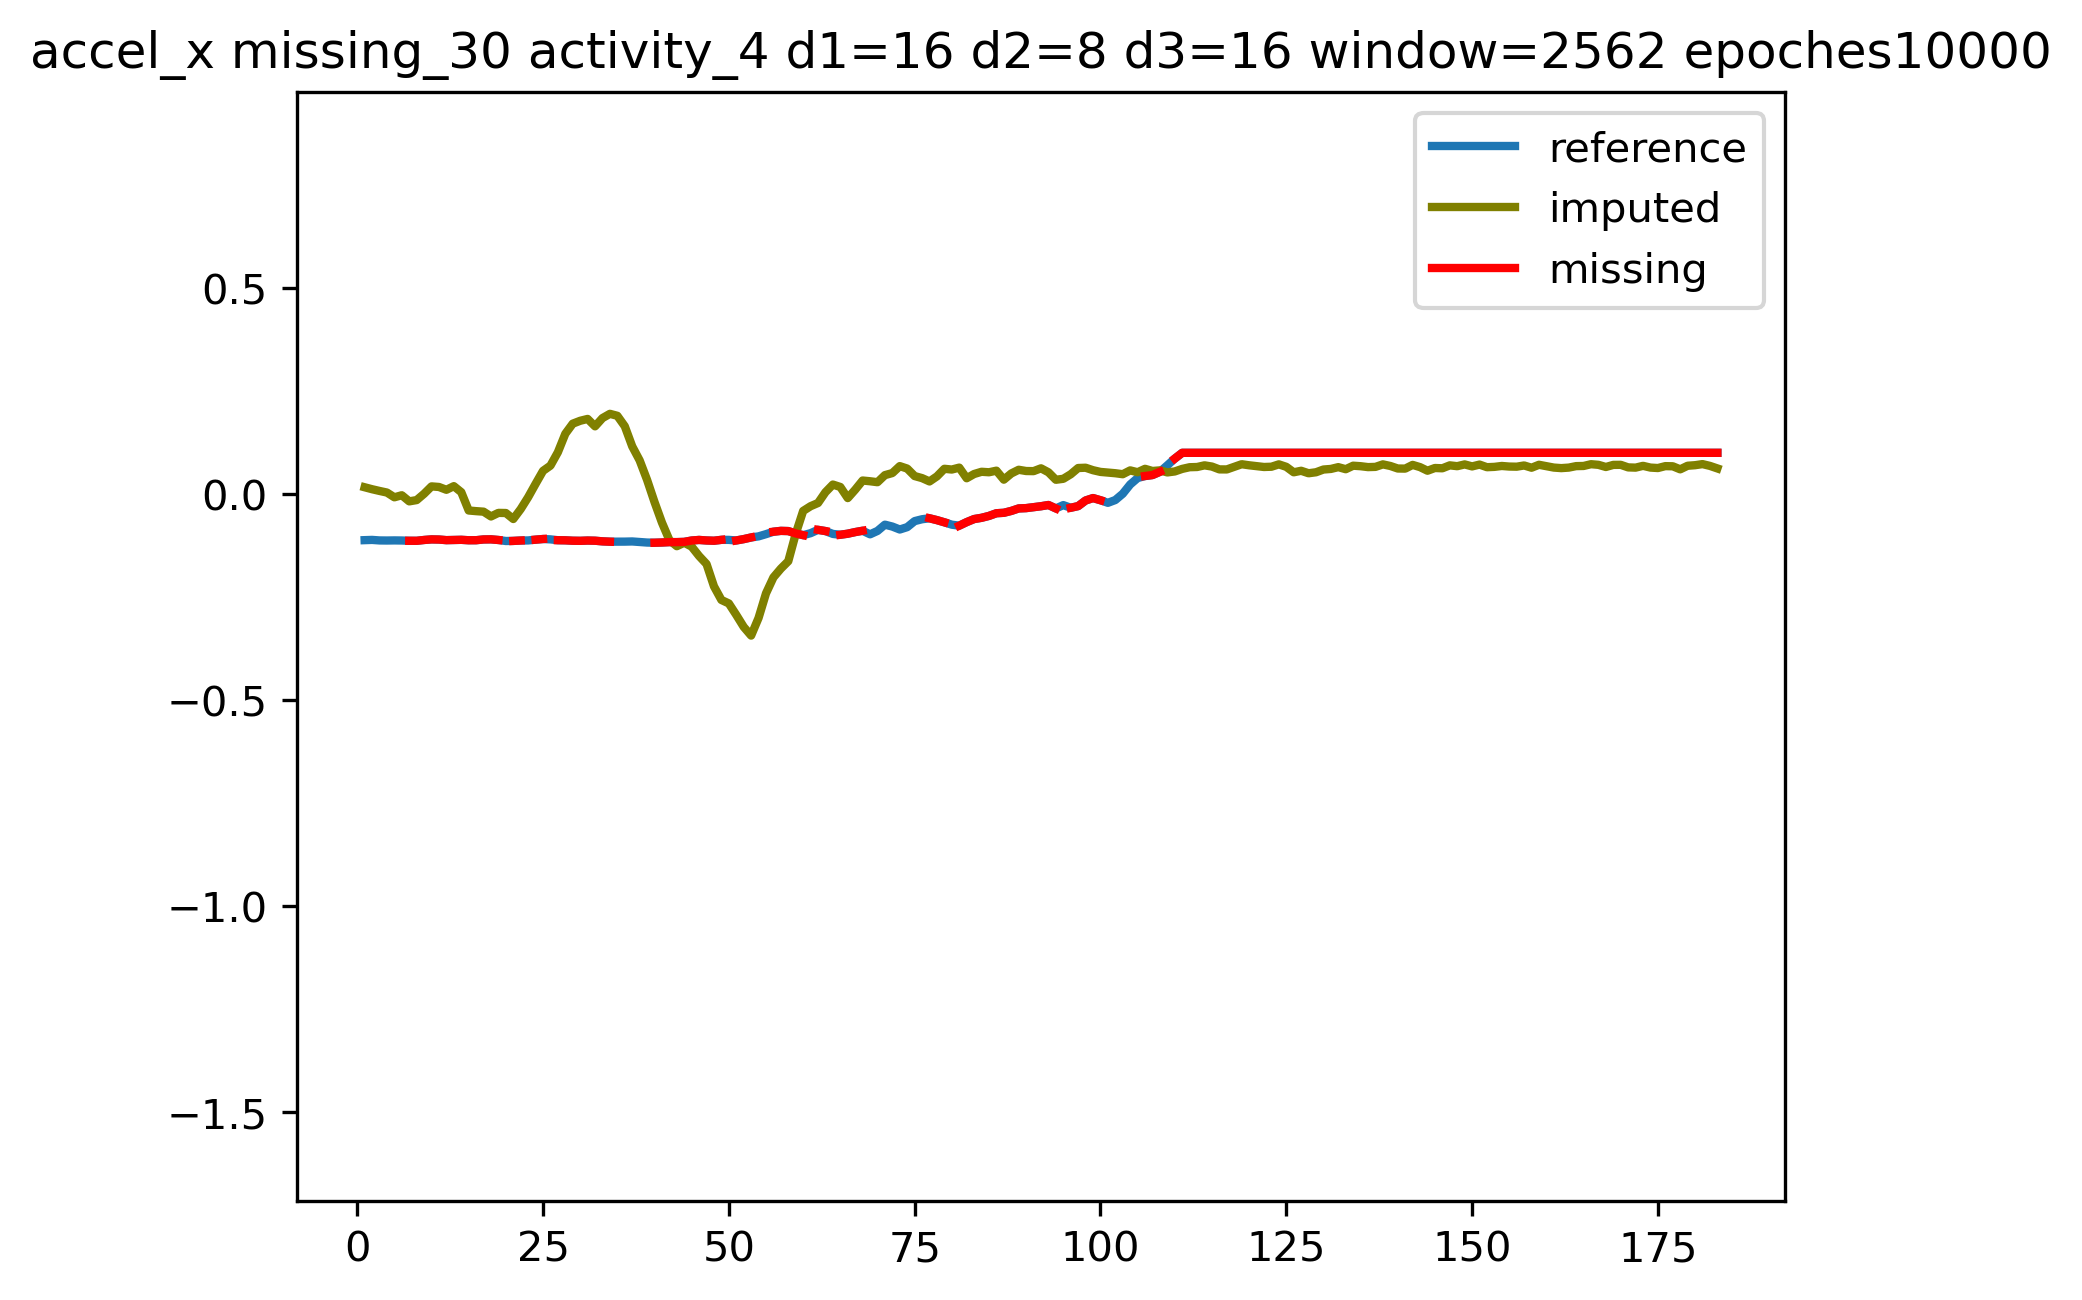 accel_x missing_30 activity_4 d1=16 d2=8 d3=16 window=2562 epoches10000
reference
imputed
missing
0.5
0.0
−0.5
−1.0
−1.5
0 25 50 75 100 125 150 175